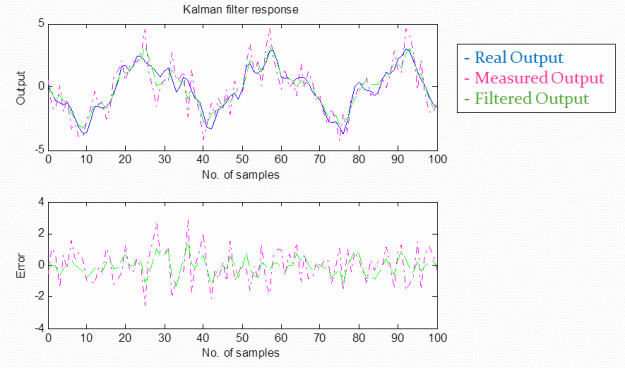 Kalman filter response
5
0
-5
Output
0 10 20 30 40 50 60 70 80 90 100
No. of samples
- Real Output
- Measured Output
- Filtered Output
4
2
0
-2
-4
Error
0 10 20 30 40 50 60 70 80 90 100
No. of samples